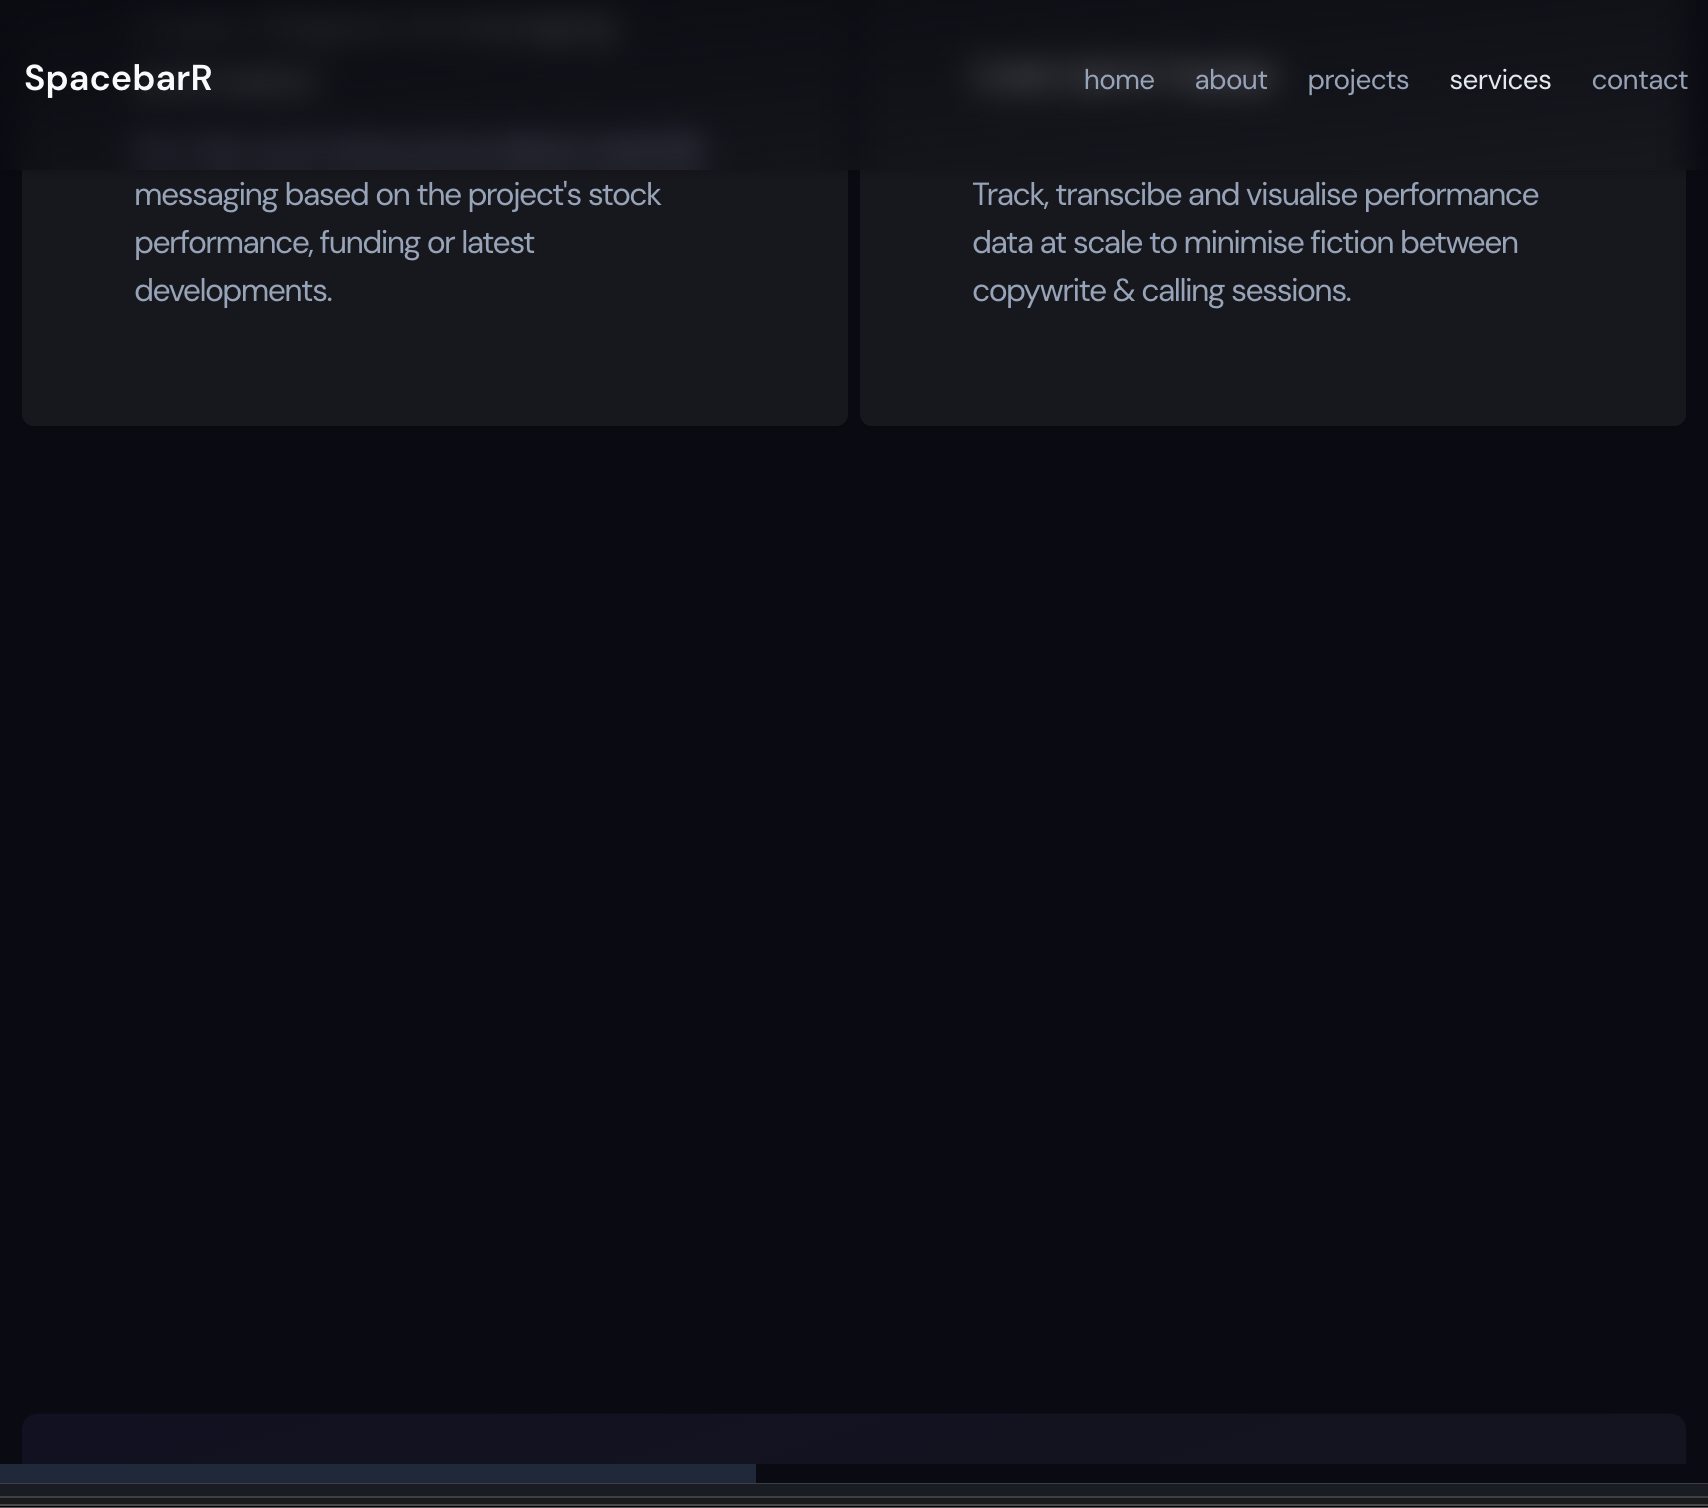 SpacebarR
home about projects services contact
messaging based on the project's stock
performance, funding or latest
developments.
Track, transcibe and visualise performance
data at scale to minimise fiction between
copywrite & calling sessions.